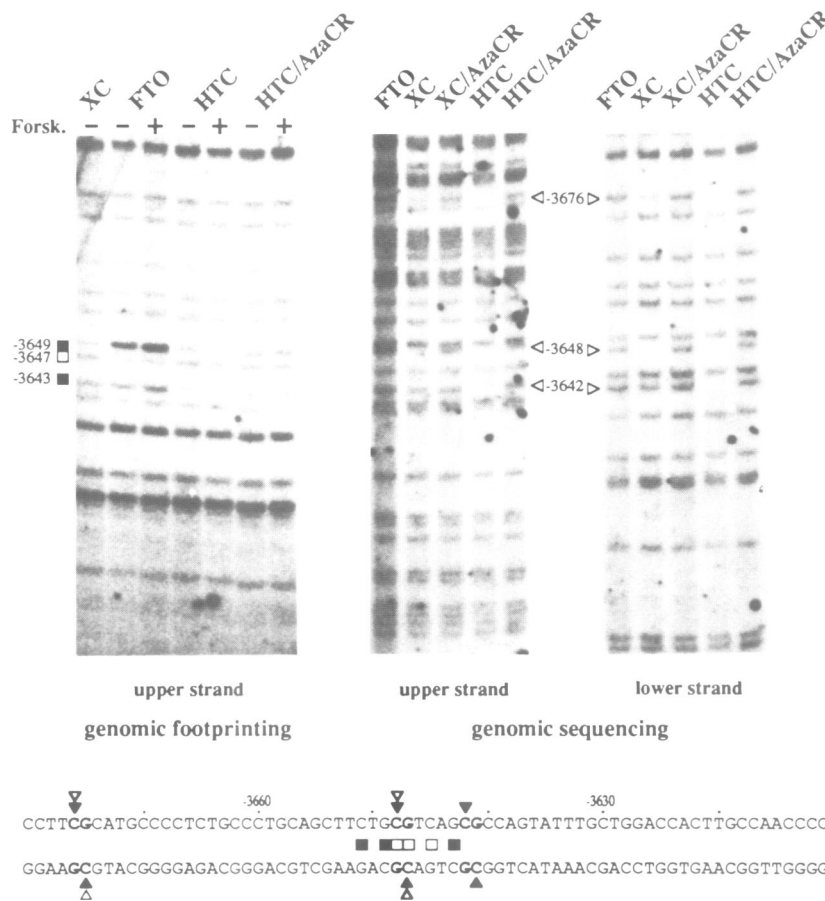 XC FTO HTC HTC/AzaCR
Forsk. − − + − + − +
FTO XC XC/AzaCR HTC HTC/AzaCR
FTO XC XC/AzaCR HTC HTC/AzaCR
-3676
-3649
-3647
-3643
-3648
-3642
upper strand
upper strand
lower strand
genomic footprinting
genomic sequencing
-3660
-3630
CCTTCGCATGCCCCTCTGCCCTGCAGCTTCTGCGTCAGCGCCAGTATTTGCTGGACCACTTGCCAACCCC
GGAAGCGTACGGGGAGACGGGACGTCGAAGACGCAGTCGCGGTCATAAACGACCTGGTGAACGGTTGGGG